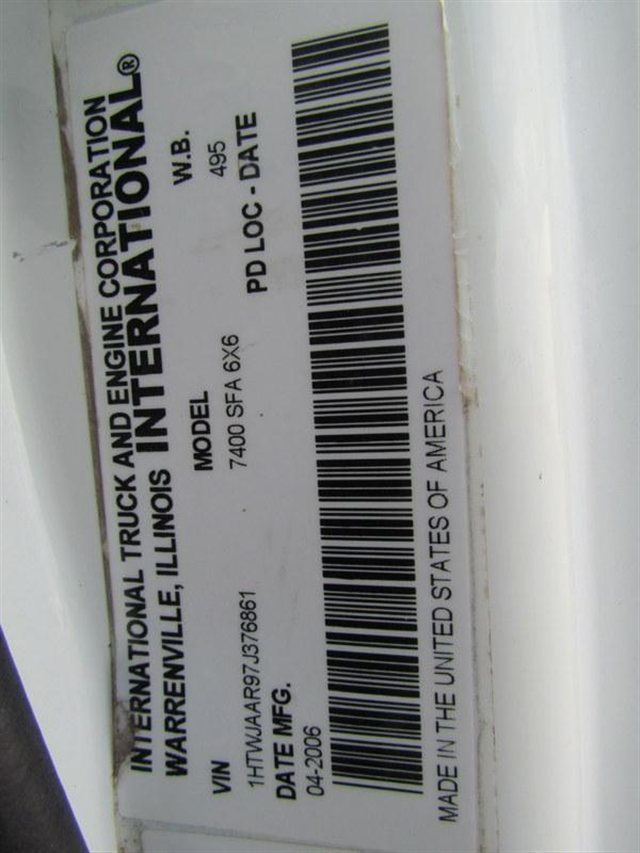 INTERNATIONAL TRUCK AND ENGINE CORPORATION
WARRENVILLE, ILLINOIS INTERNATIONAL®
VIN MODEL W.B.
1HTWJAAR97J376861 7400 SFA 6X6 495
DATE MFG. PD LOC - DATE
04-2006
MADE IN THE UNITED STATES OF AMERICA